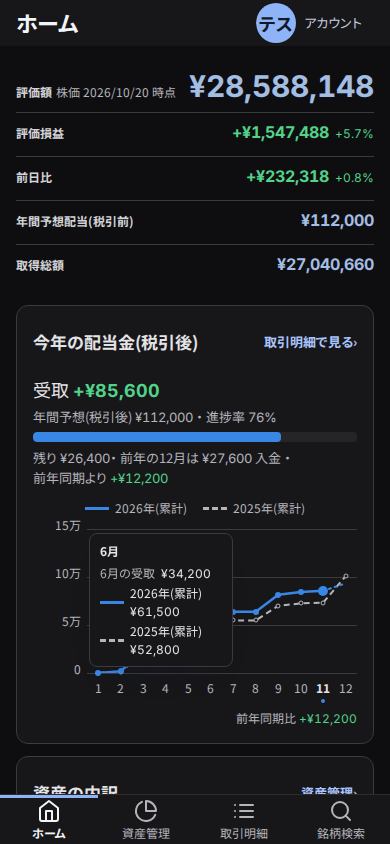 ホーム
テス アカウント
評価額 株価 2026/10/20 時点 ¥28,588,148
評価損益 +¥1,547,488 +5.7%
前日比 +¥232,318 +0.8%
年間予想配当(税引前) ¥112,000
取得総額 ¥27,040,660
今年の配当金(税引後) 取引明細で見る›
受取 +¥85,600
年間予想(税引後) ¥112,000・進捗率 76%
残り ¥26,400・前年の12月は ¥27,600 入金・
前年同期より +¥12,200
2026年(累計) 2025年(累計)
15万
10万
5万
0
6月
6月の受取 ¥34,200
2026年(累計)
¥61,500
2025年(累計)
¥52,800
1 2 3 4 5 6 7 8 9 10 11 12
前年同期比 +¥12,200
資産の内訳 資産管理›
ホーム 資産管理 取引明細 銘柄検索